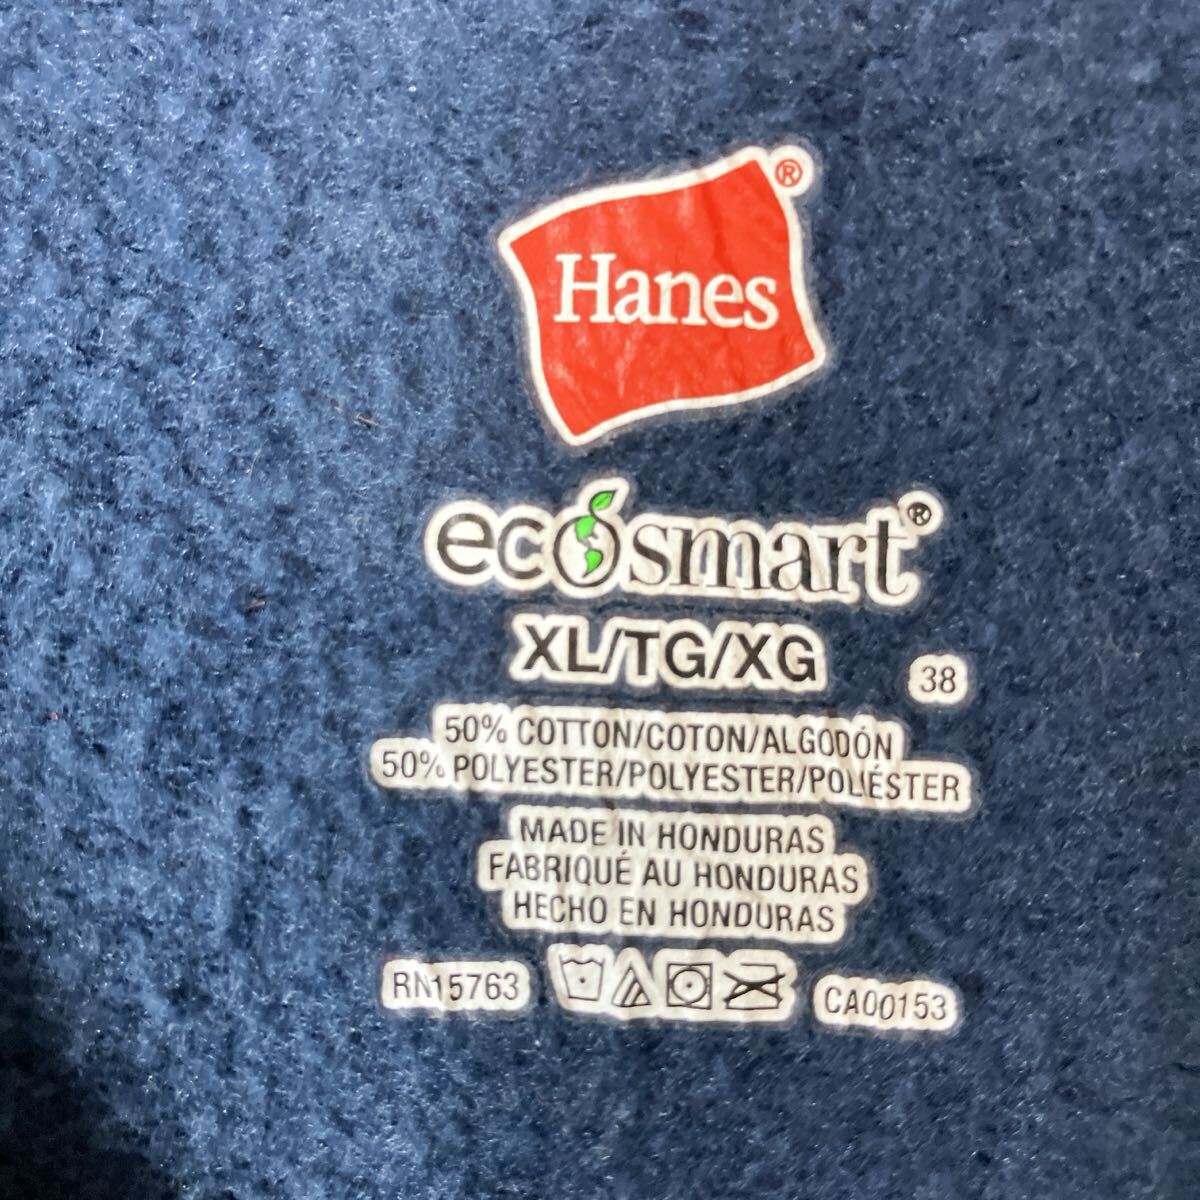 Hanes®
ecosmart®
XL/TG/XG
38
50% COTTON/COTON/ALGODÓN
50% POLYESTER/POLYESTER/POLIÉSTER
MADE IN HONDURAS
FABRIQUÉ AU HONDURAS
HECHO EN HONDURAS
RN15763
CA00153